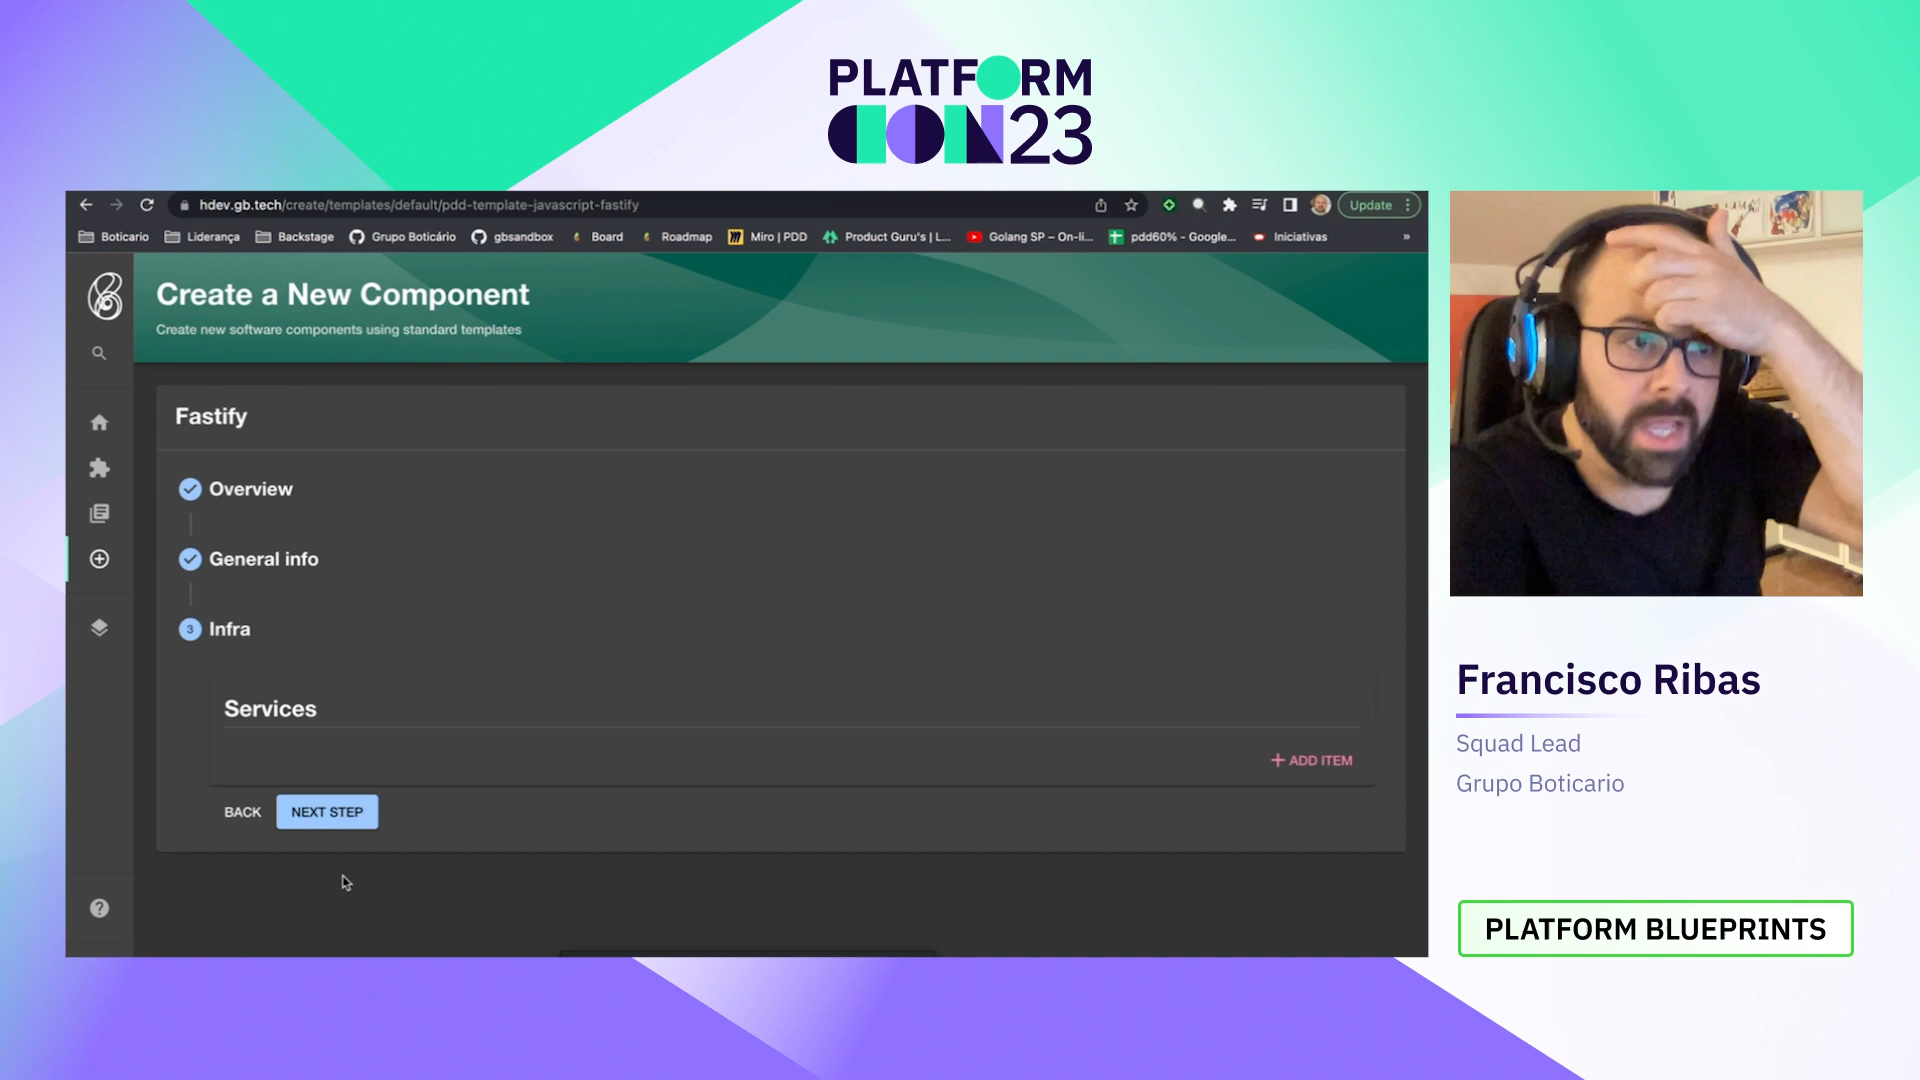 PLATFORM
CON23
hdev.gb.tech/create/templates/default/pdd-template-javascript-fastify
Update
Boticario
Liderança
Backstage
Grupo Boticário
gbsandbox
Board
Roadmap
Miro | PDD
Product Guru's | L...
Golang SP – On-li...
pdd60% - Google...
Iniciativas
»
Create a New Component
Create new software components using standard templates
Fastify
Overview
General info
3 Infra
Services
+ ADD ITEM
BACK
NEXT STEP
Francisco Ribas
Squad Lead
Grupo Boticario
PLATFORM BLUEPRINTS